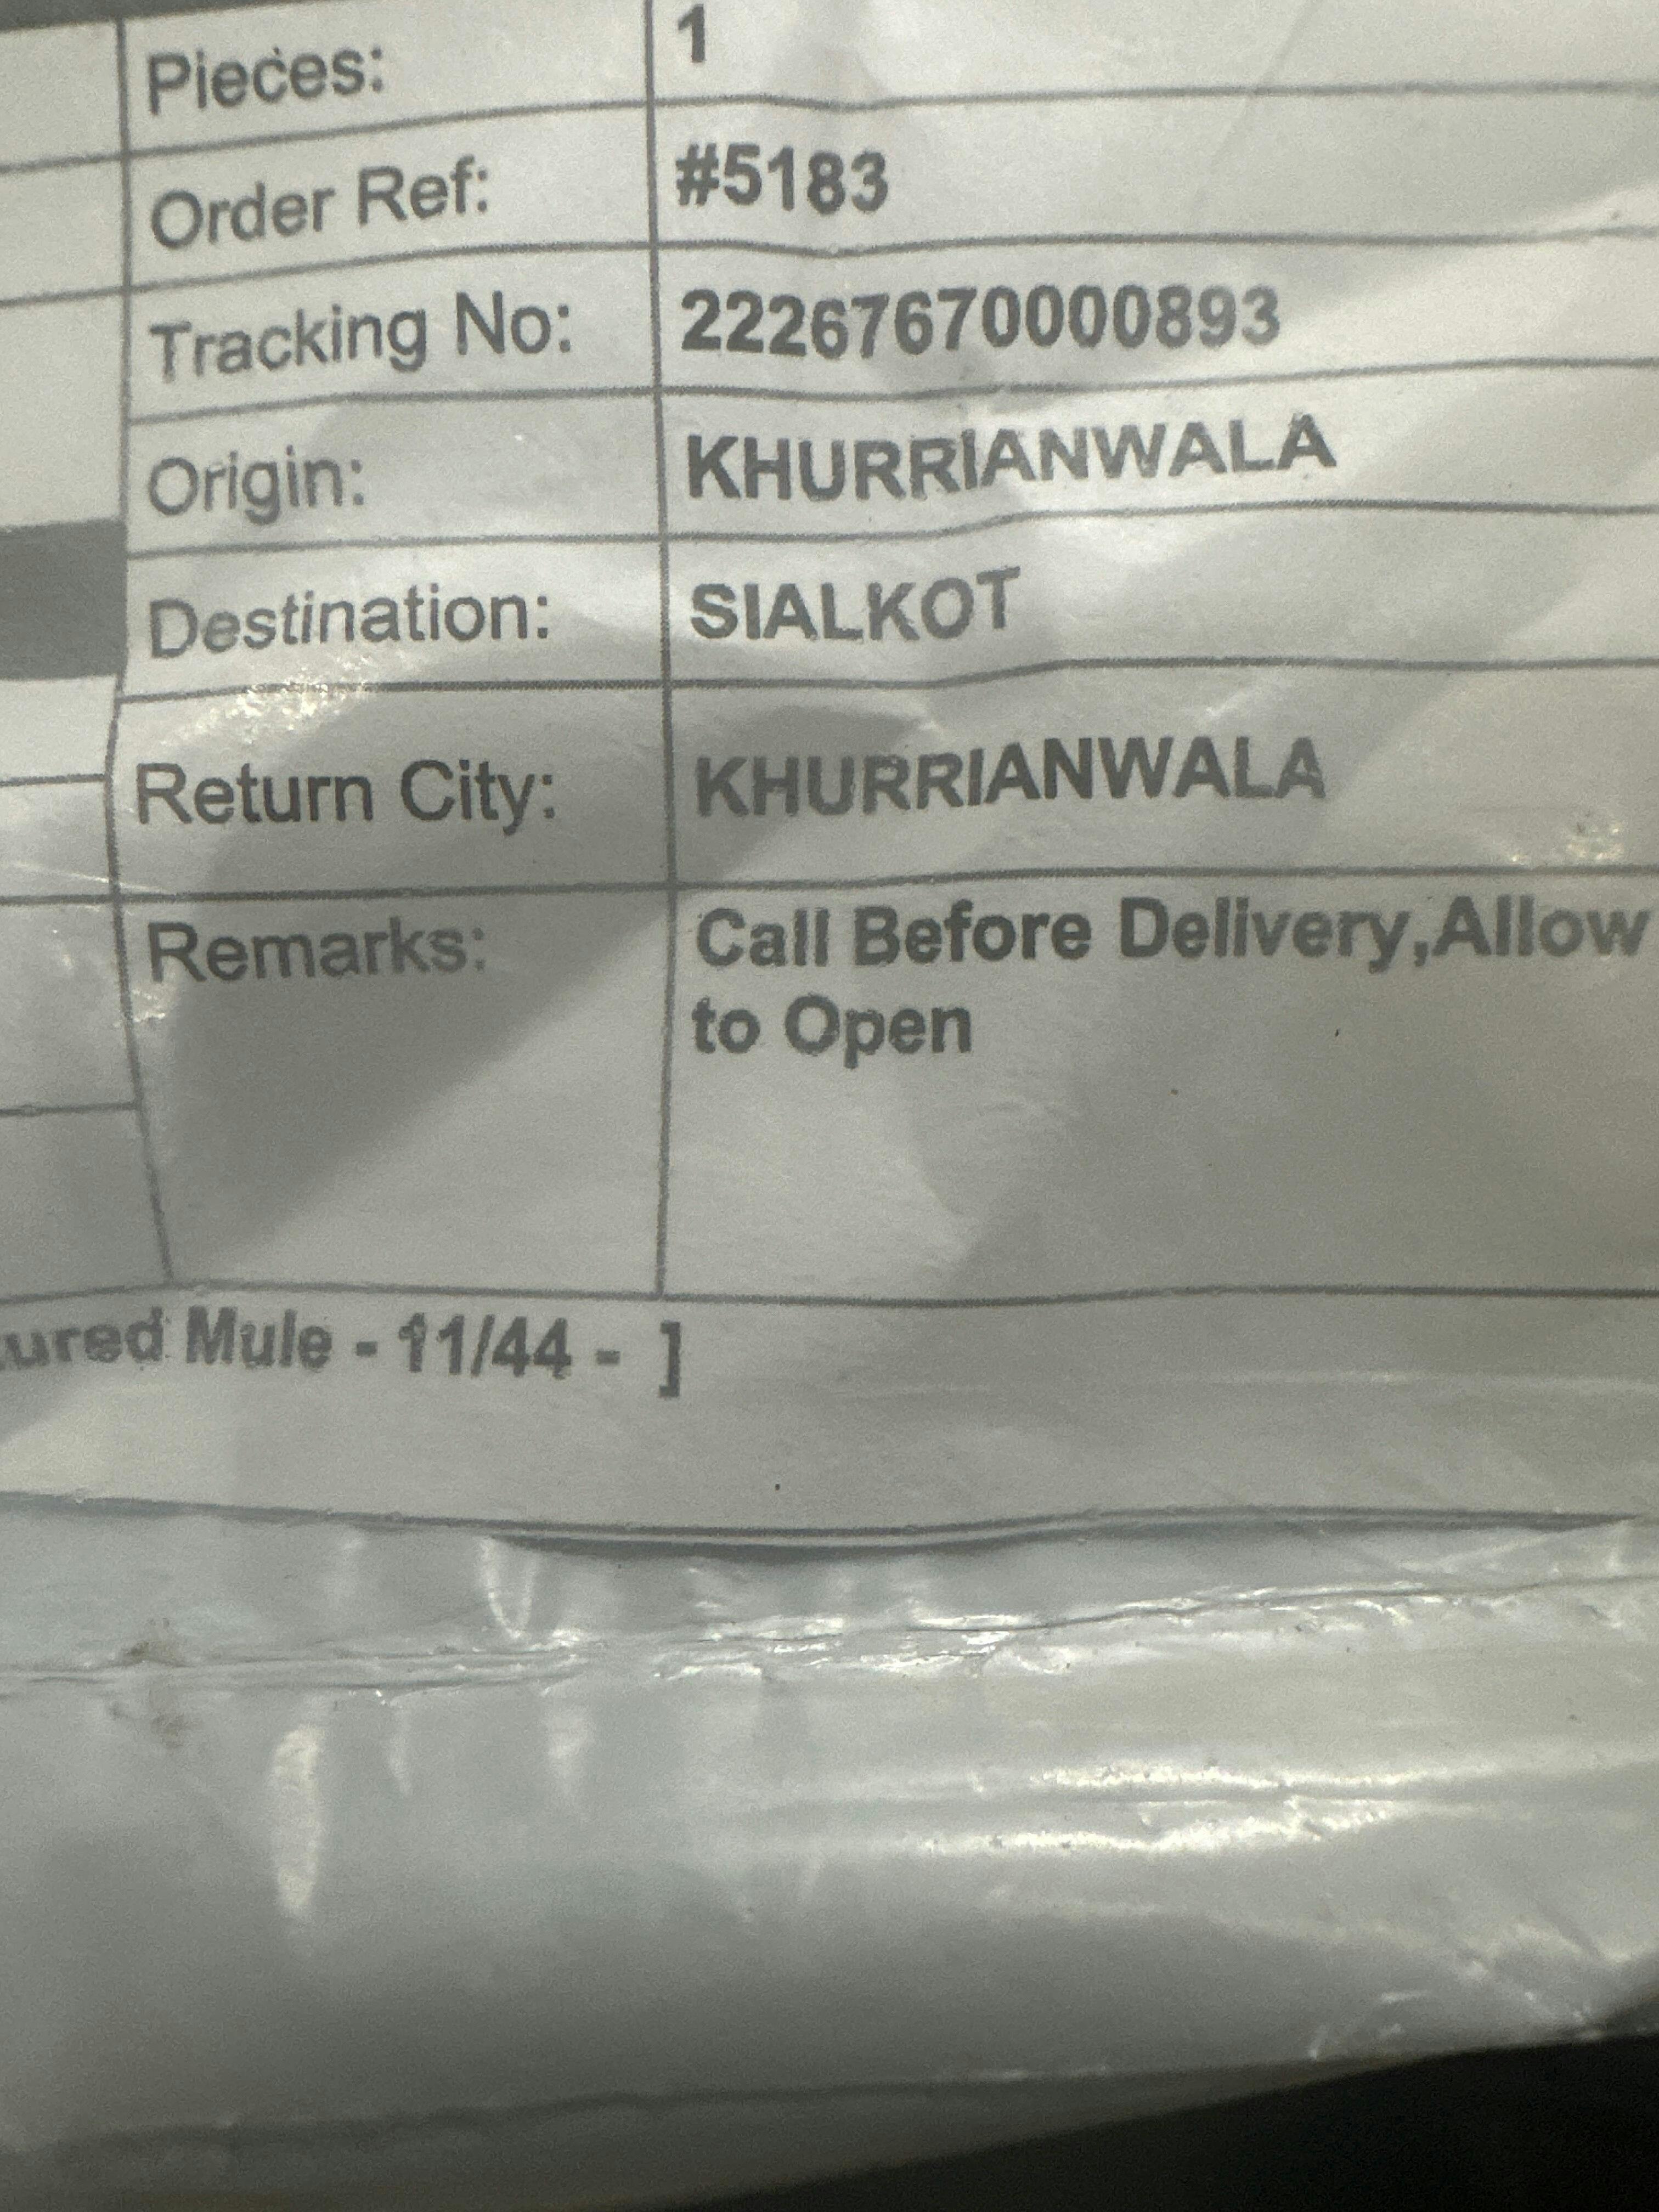 Pieces: 1
Order Ref: #5183
Tracking No: 22267670000893
Origin: KHURRIANWALA
Destination: SIALKOT
Return City: KHURRIANWALA
Remarks: Call Before Delivery,Allow
to Open
Mule - 11/44 - ]